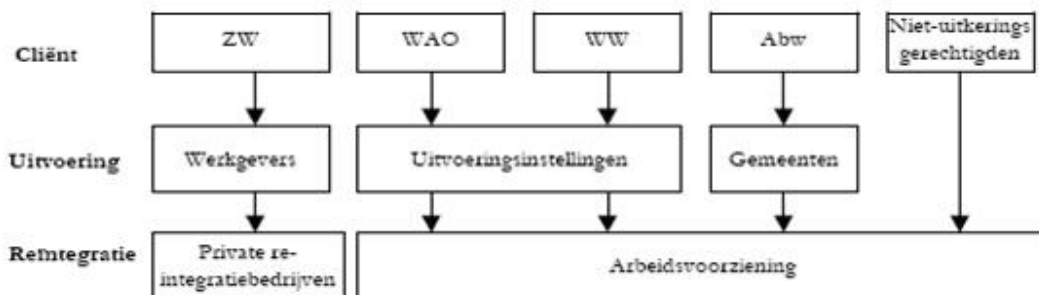 Cliënt
ZW
WAO
WW
Abw
Niet-uitkerings
gerechtigden
Uitvoering
Werkgevers
Uitvoeringsinstellingen
Gemeenten
Reïntegratie
Private re-
integratiebedrijven
Arbeidsvoorziening